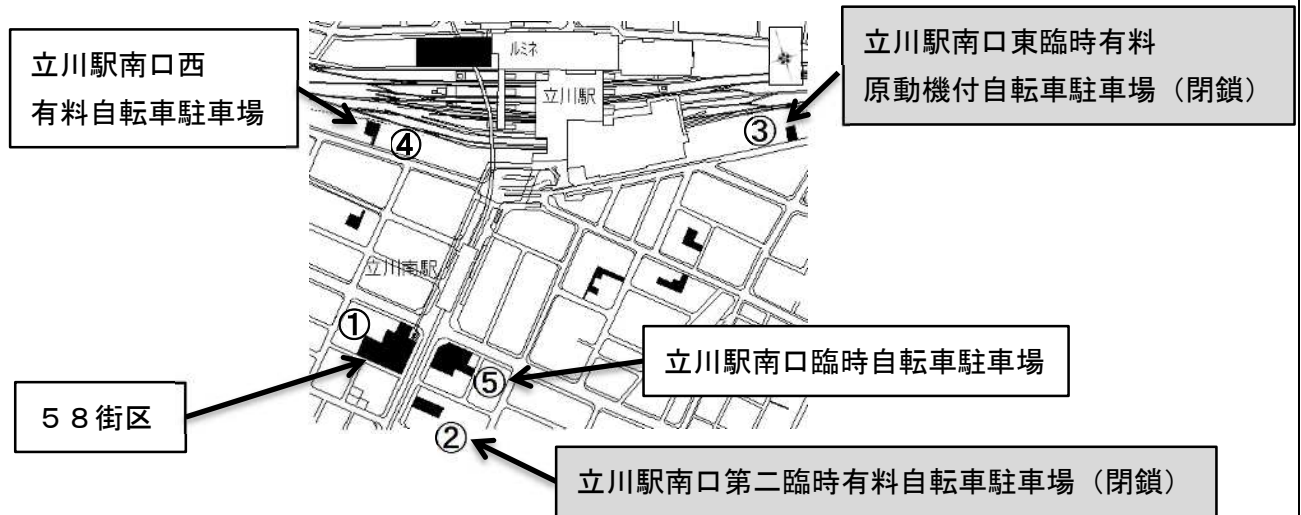 立川駅南口西
有料自転車駐車場
ルミネ
立川駅
立川駅南口東臨時有料
原動機付自転車駐車場（閉鎖）
③
④
立川南駅
①
立川駅南口臨時自転車駐車場
⑤
５８街区
②
立川駅南口第二臨時有料自転車駐車場（閉鎖）